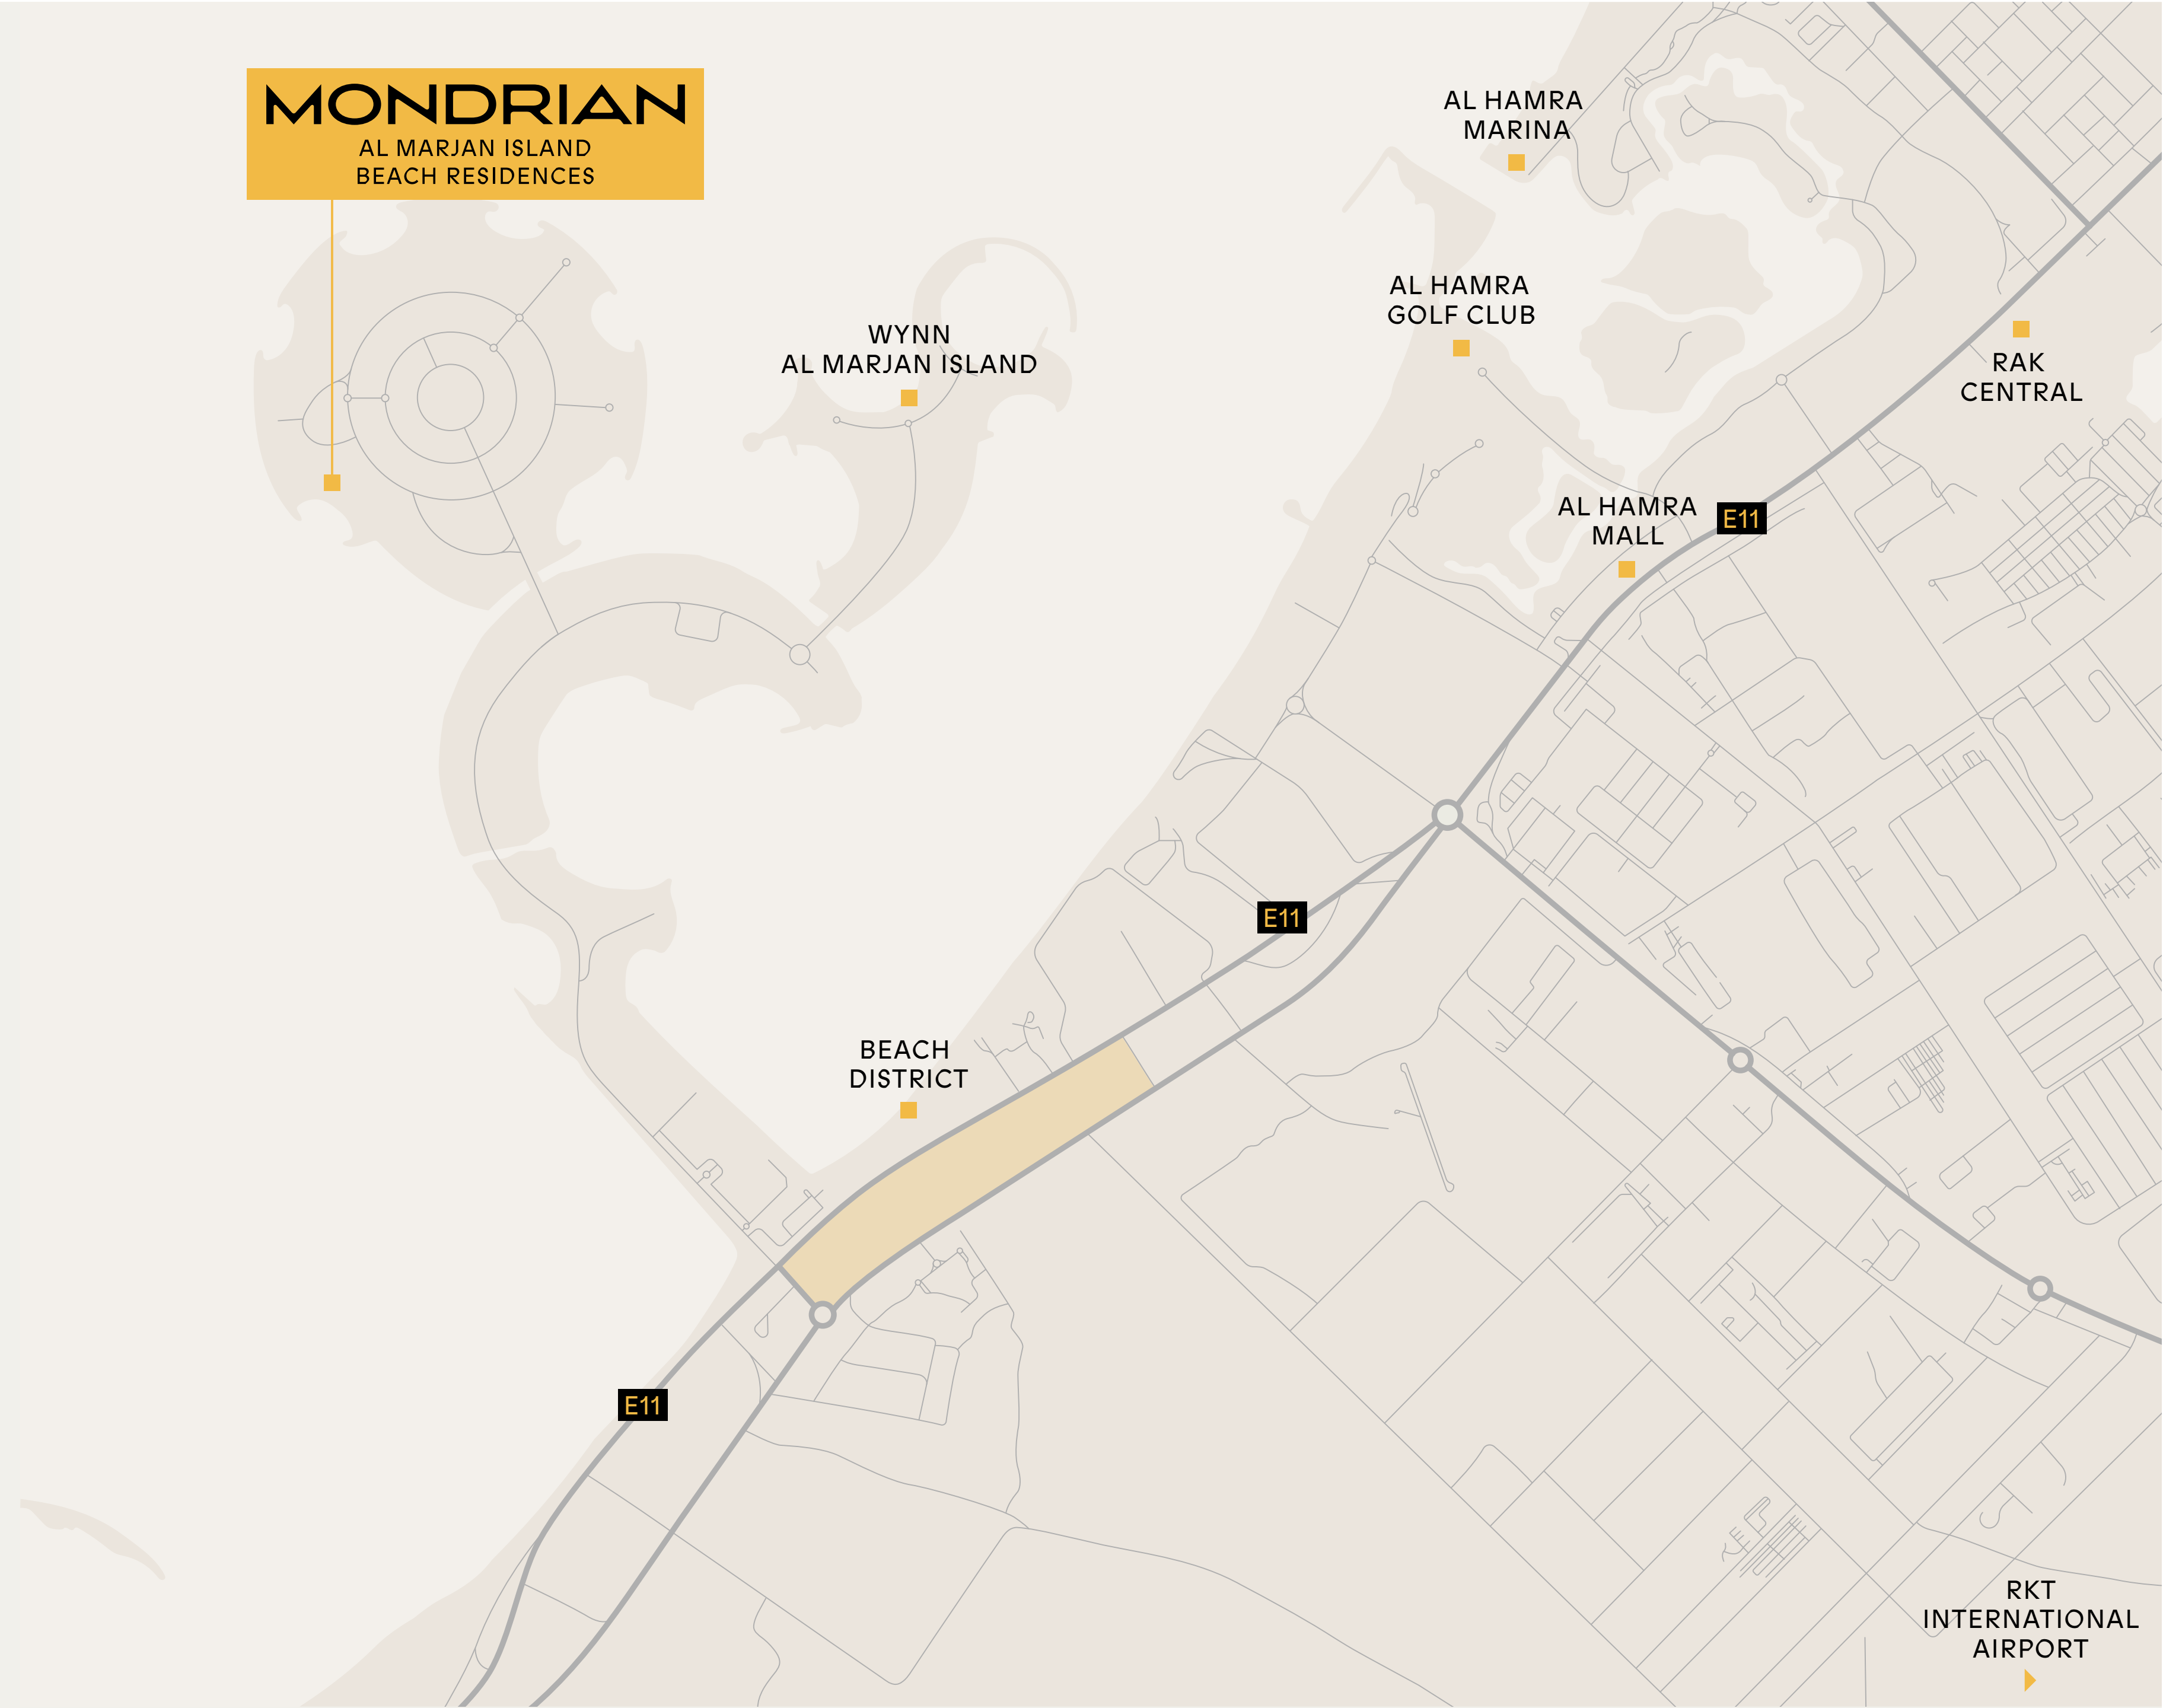 MONDRIAN
AL MARJAN ISLAND
BEACH RESIDENCES
AL HAMRA
MARINA
AL HAMRA
GOLF CLUB
WYNN
AL MARJAN ISLAND
RAK
CENTRAL
AL HAMRA
MALL
E11
E11
BEACH
DISTRICT
E11
RKT
INTERNATIONAL
AIRPORT